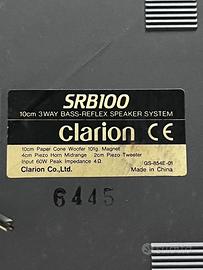 SRB100
10cm 3WAY BASS-REFLEX SPEAKER SYSTEM
Clarion CE
10cm Paper Cone Woofer 101g. Magnet
4cm Piezo Horn Midrange 2cm Piezo Tweeter
Input 60W Peak Impedance 4Ω GS-854E-01
Clarion Co.,Ltd. Made in China
6445